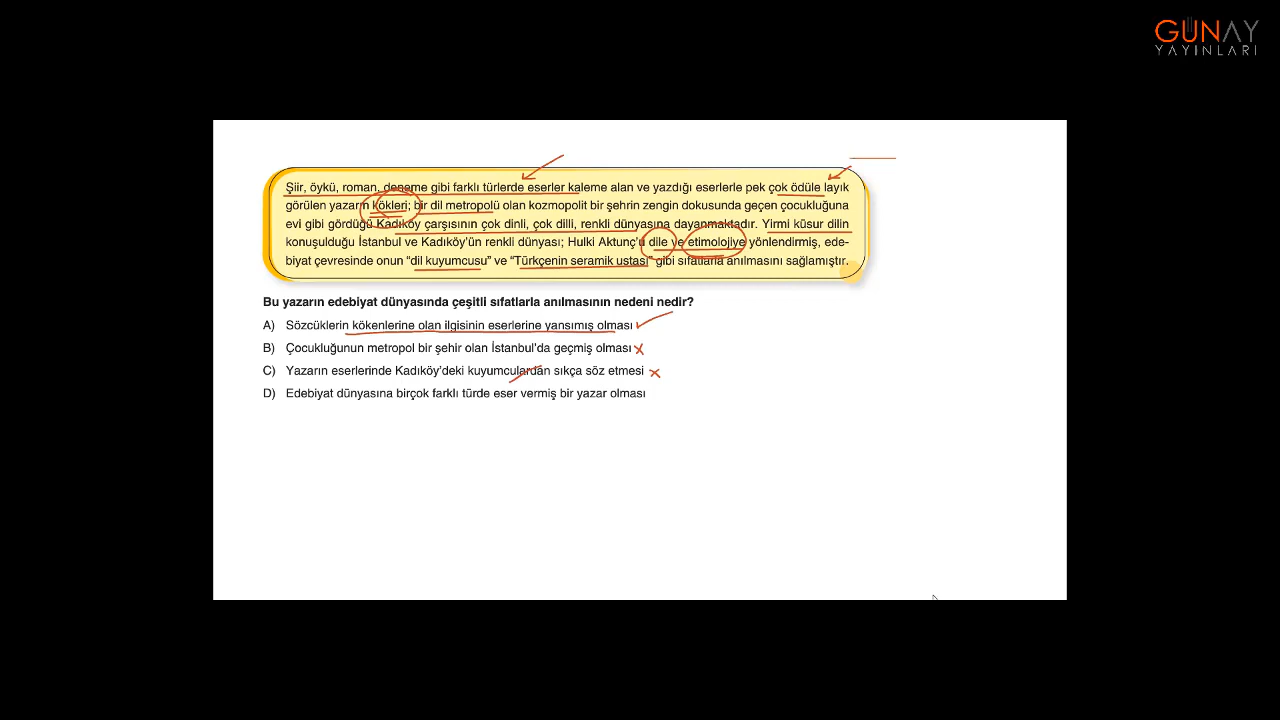 GÜNAY
YAYINLARI
Şiir, öykü, roman, deneme gibi farklı türlerde eserler kaleme alan ve yazdığı eserlerle pek çok ödüle layık
görülen yazarın kökleri; bir dil metropolü olan kozmopolit bir şehrin zengin dokusunda geçen çocukluğuna
evi gibi gördüğü Kadıköy çarşısının çok dinli, çok dilli, renkli dünyasına dayanmaktadır. Yirmi küsur dilin
konuşulduğu İstanbul ve Kadıköy'ün renkli dünyası; Hulki Aktunç'u dile ve etimolojiye yönlendirmiş, ede-
biyat çevresinde onun "dil kuyumcusu" ve "Türkçenin seramik ustası" gibi sıfatlarla anılmasını sağlamıştır.
Bu yazarın edebiyat dünyasında çeşitli sıfatlarla anılmasının nedeni nedir?
A) Sözcüklerin kökenlerine olan ilgisinin eserlerine yansımış olması
B) Çocukluğunun metropol bir şehir olan İstanbul'da geçmiş olması
C) Yazarın eserlerinde Kadıköy'deki kuyumculardan sıkça söz etmesi
D) Edebiyat dünyasına birçok farklı türde eser vermiş bir yazar olması